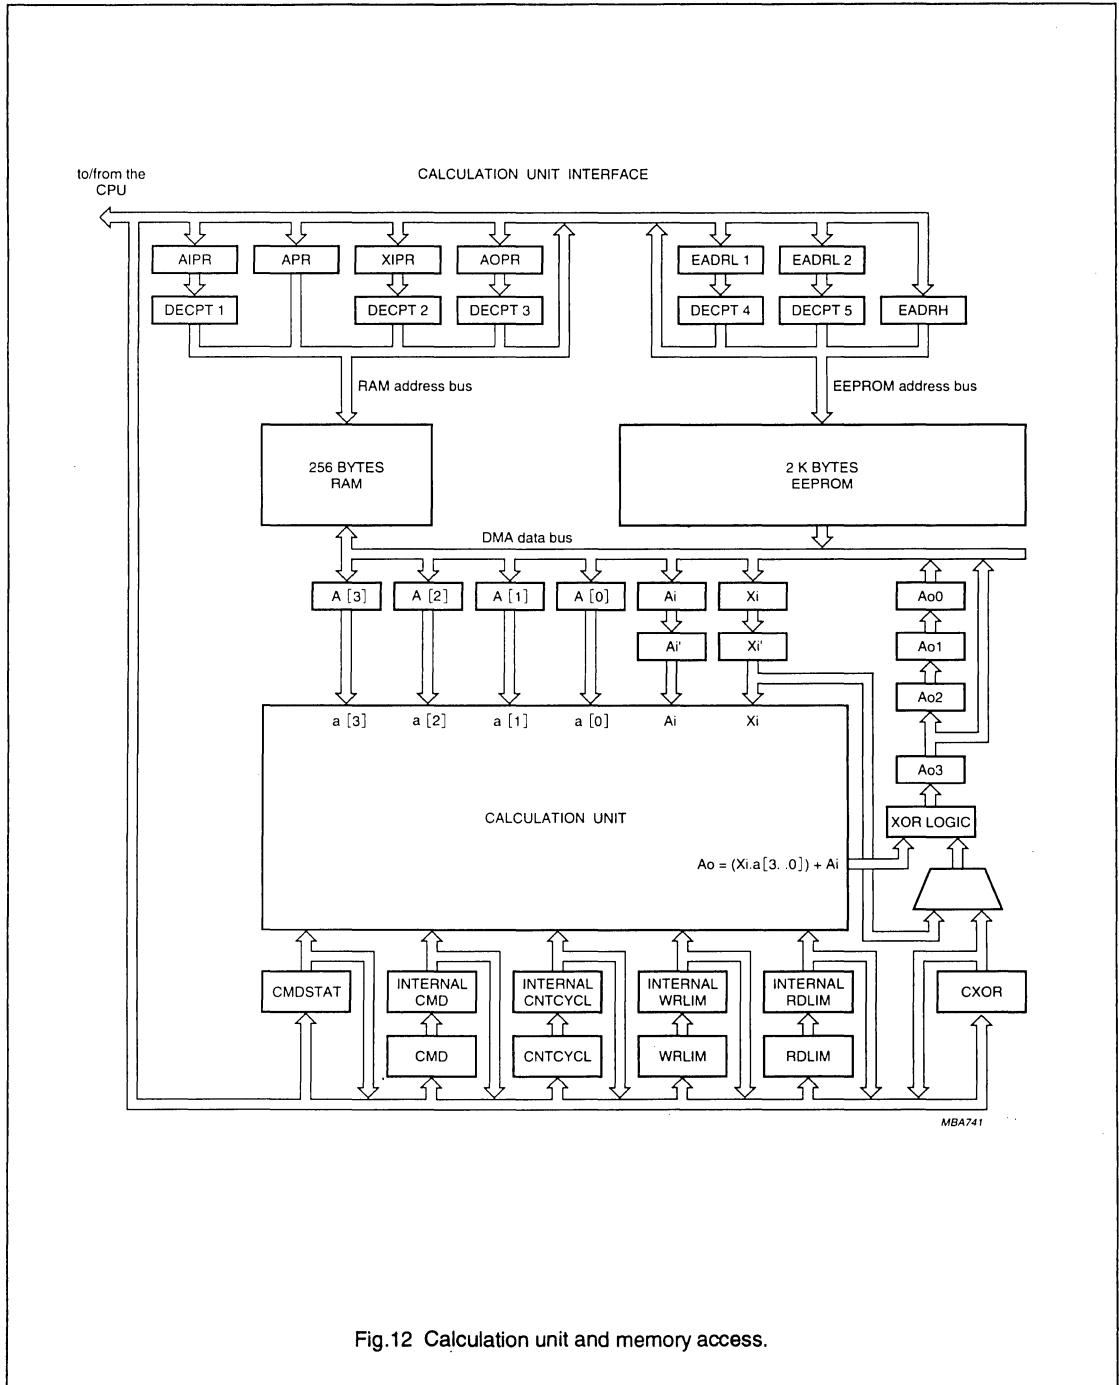 to/from the
CPU
CALCULATION UNIT INTERFACE
AIPR
APR
XIPR
AOPR
EADRL 1
EADRL 2
DECPT 1
DECPT 2
DECPT 3
DECPT 4
DECPT 5
EADRH
RAM address bus
EEPROM address bus
256 BYTES
RAM
2 K BYTES
EEPROM
DMA data bus
A [3]
A [2]
A [1]
A [0]
Ai
Xi
Ao0
Ai'
Xi'
Ao1
Ao2
a [3]
a [2]
a [1]
a [0]
Ai
Xi
Ao3
CALCULATION UNIT
XOR LOGIC
Ao = (Xi.a[3. .0]) + Ai
CMDSTAT
INTERNAL
CMD
INTERNAL
CNTCYCL
INTERNAL
WRLIM
INTERNAL
RDLIM
CXOR
CMD
CNTCYCL
WRLIM
RDLIM
MBA741
Fig.12 Calculation unit and memory access.